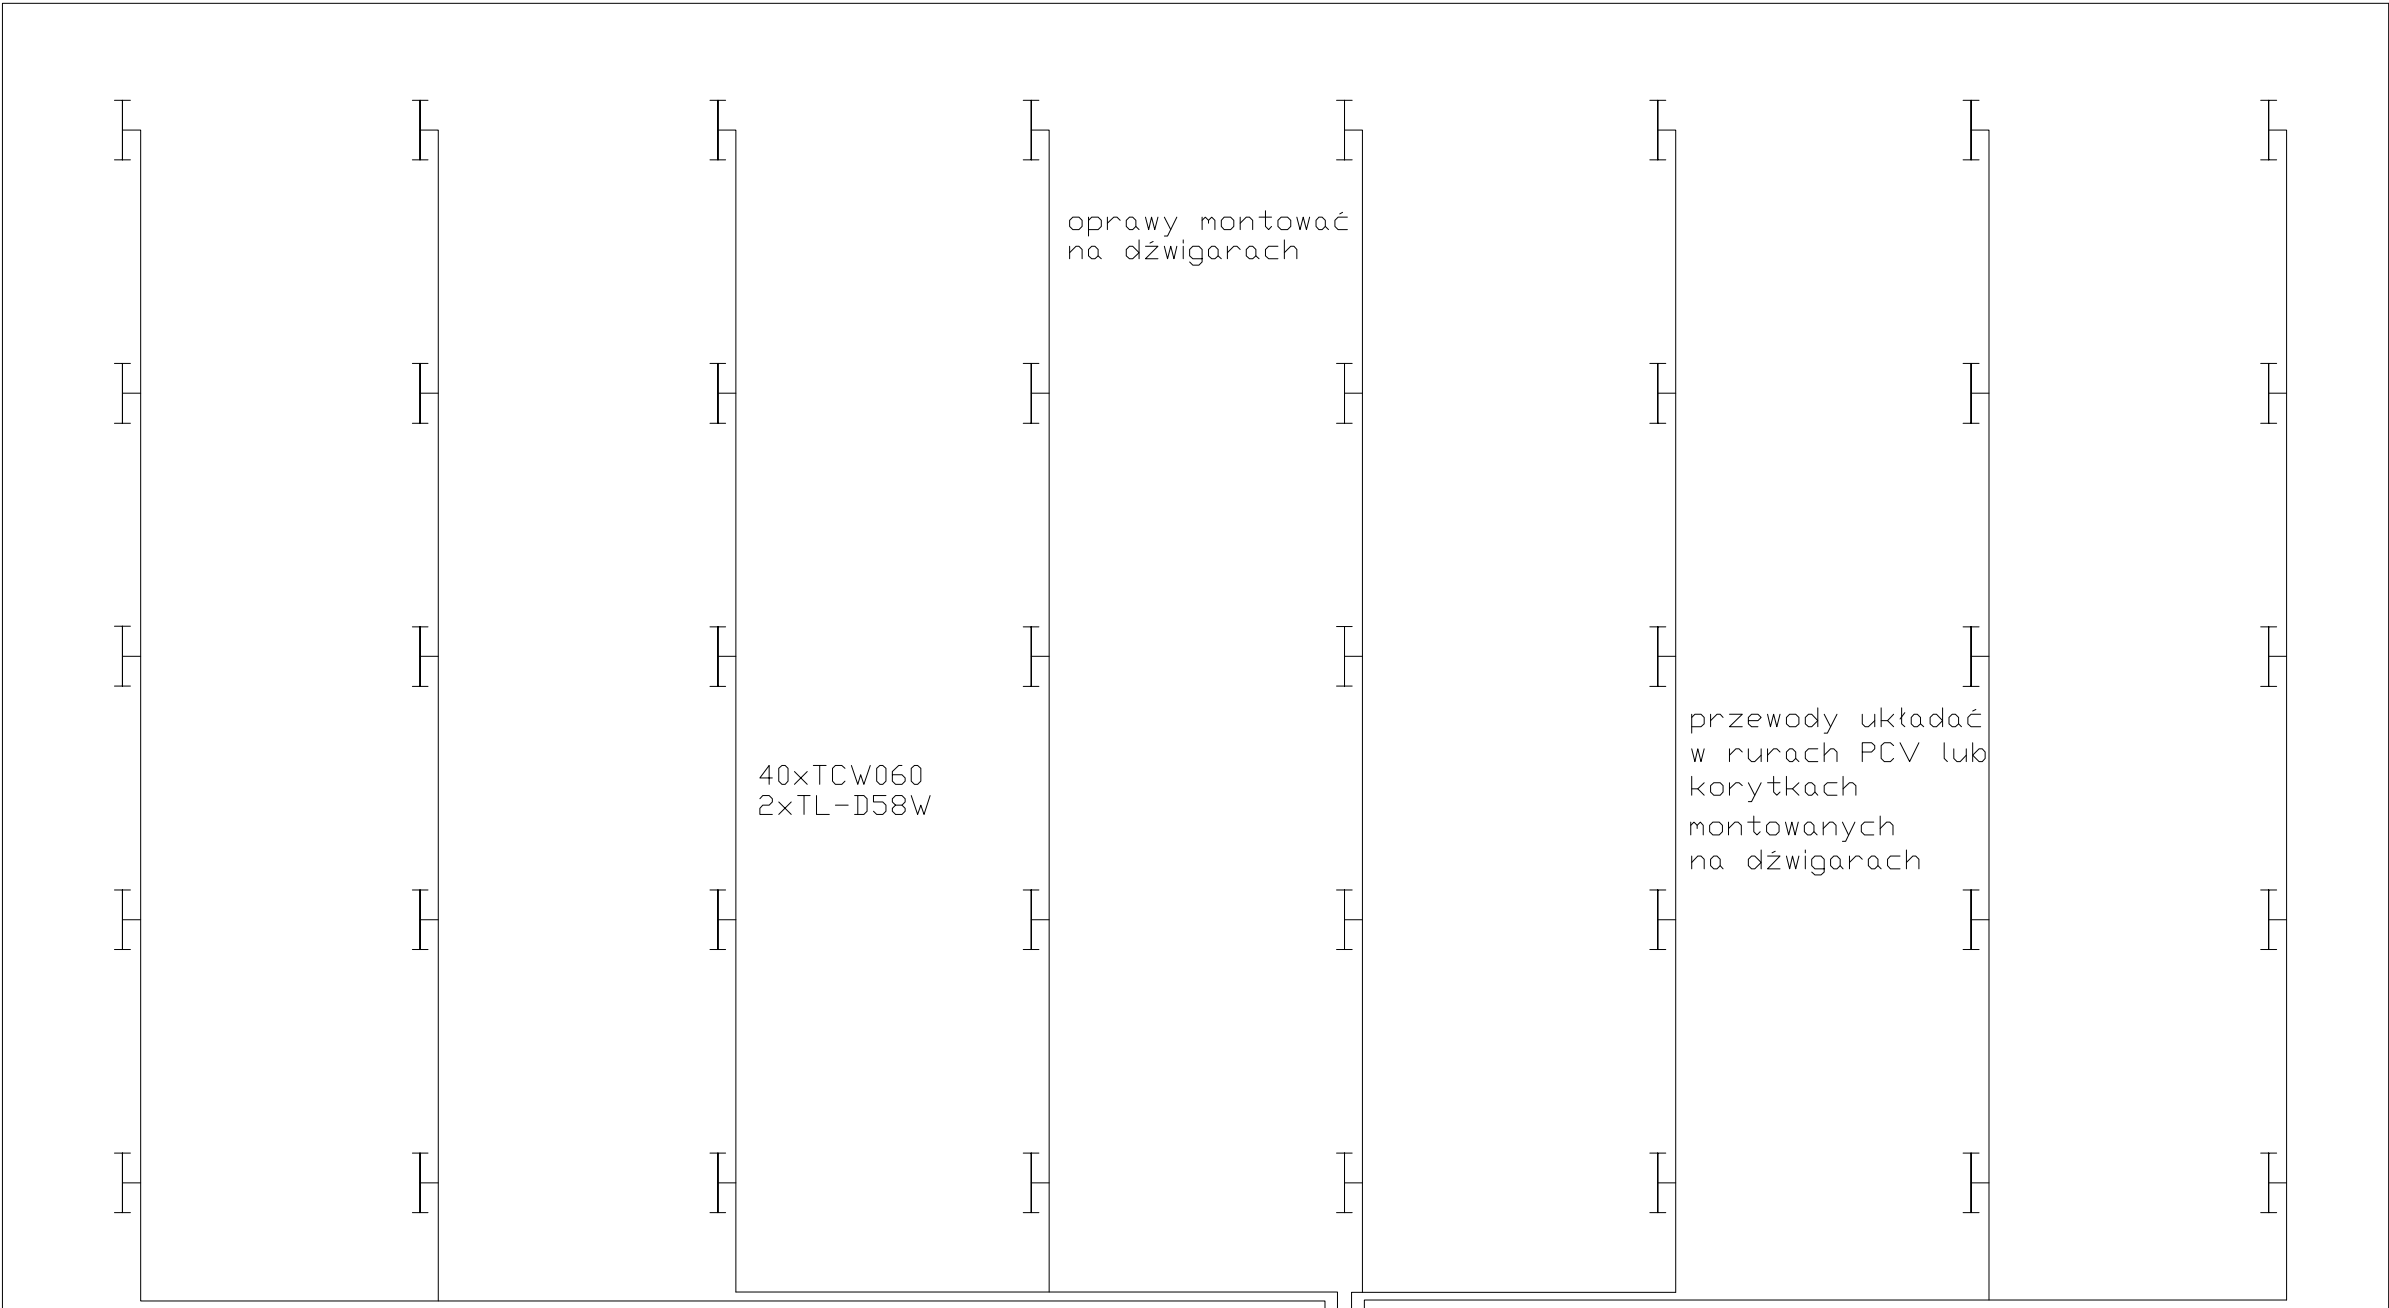 oprawy montować
na dźwigarach
40xTCW060
2xTL-D58W
przewody układać
w rurach PCV lub
korytkach
montowanych
na dźwigarach